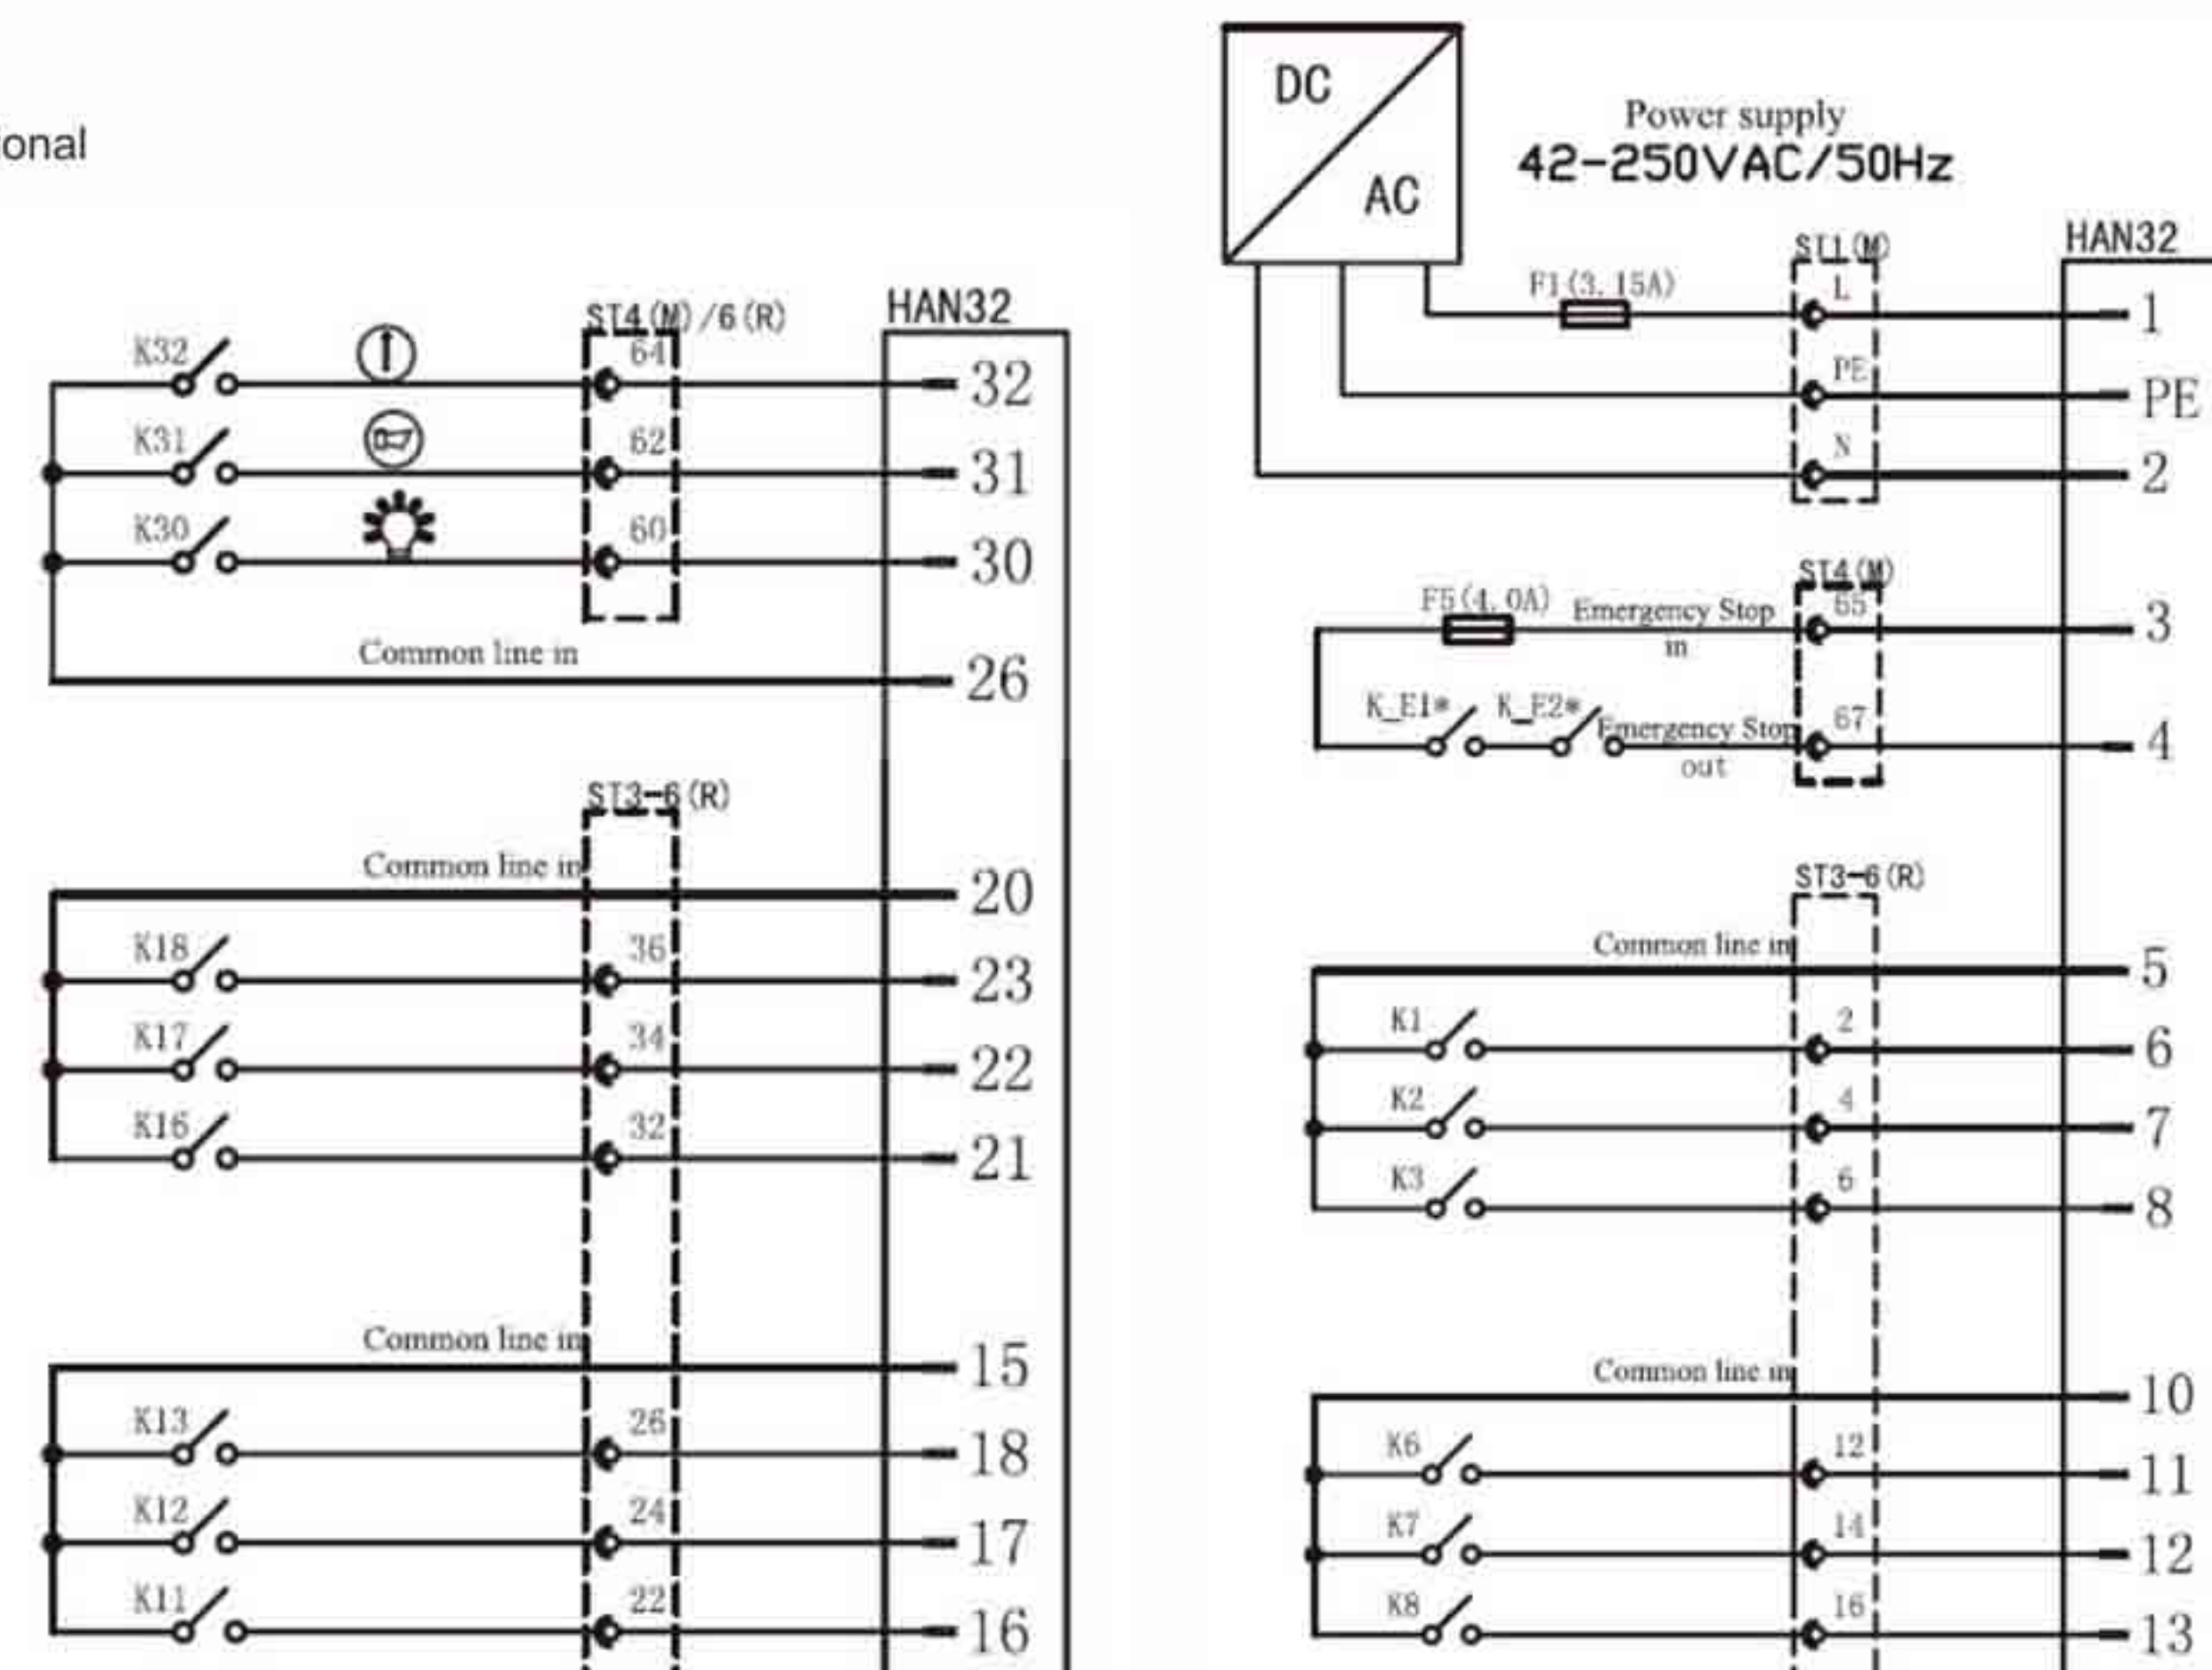 ional
ST4(M)/6(R)
HAN32
K32
64
32
K31
62
31
K30
60
30
Common line in
26
ST3-6(R)
Common line in
20
K18
36
23
K17
34
22
K16
32
21
Common line in
15
K13
26
18
K12
24
17
K11
22
16
DC
AC
Power supply
42-250VAC/50Hz
HAN32
ST1(M)
F1(3.15A)
L
1
PE
PE
N
2
ST4(M)
F5(4.0A)
Emergency Stop
in
65
3
K_E1*
K_E2*
Emergency Stop
out
67
4
ST3-6(R)
Common line in
5
K1
2
6
K2
4
7
K3
6
8
Common line in
10
K6
12
11
K7
14
12
K8
16
13